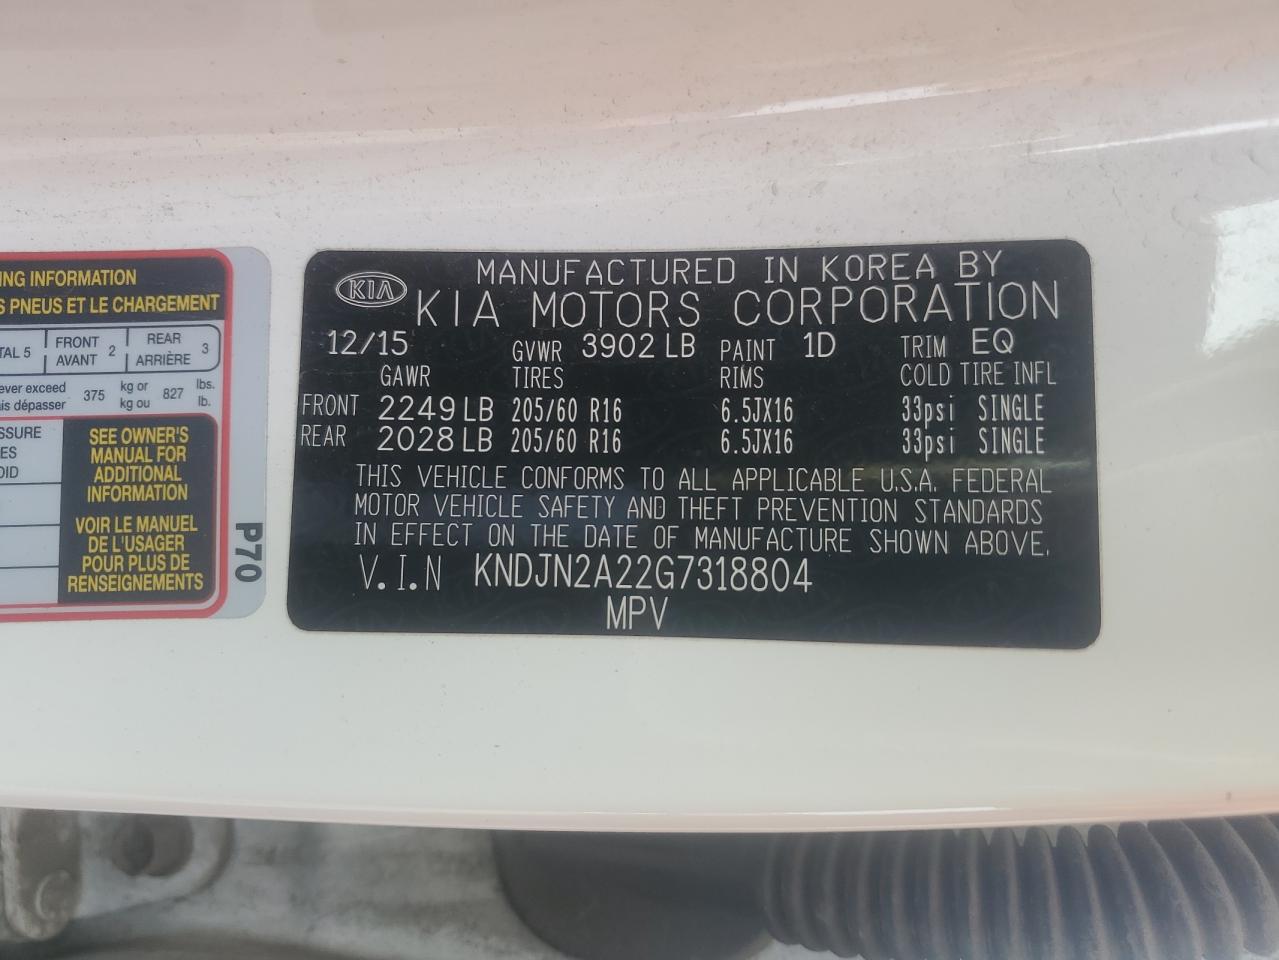 ING INFORMATION
S PNEUS ET LE CHARGEMENT
TAL 5 FRONT AVANT 2 REAR ARRIÈRE 3
ever exceed
ais dépasser 375 kg or kg ou 827 lbs. lb.
SSURE
ES
OID
SEE OWNER'S
MANUAL FOR
ADDITIONAL
INFORMATION
VOIR LE MANUEL
DE L'USAGER
POUR PLUS DE
RENSEIGNEMENTS
P70
KIA
MANUFACTURED IN KOREA BY
KIA MOTORS CORPORATION
12/15 GVWR 3902 LB PAINT 1D TRIM EQ
GAWR TIRES RIMS COLD TIRE INFL
FRONT 2249 LB 205/60 R16 6.5JX16 33psi SINGLE
REAR 2028 LB 205/60 R16 6.5JX16 33psi SINGLE
THIS VEHICLE CONFORMS TO ALL APPLICABLE U.S.A. FEDERAL
MOTOR VEHICLE SAFETY AND THEFT PREVENTION STANDARDS
IN EFFECT ON THE DATE OF MANUFACTURE SHOWN ABOVE.
V.I.N KNDJN2A22G7318804
MPV